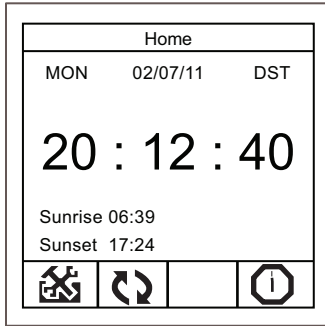 Home
MON 02/07/11 DST
20 : 12 : 40
Sunrise 06:39
Sunset 17:24
i